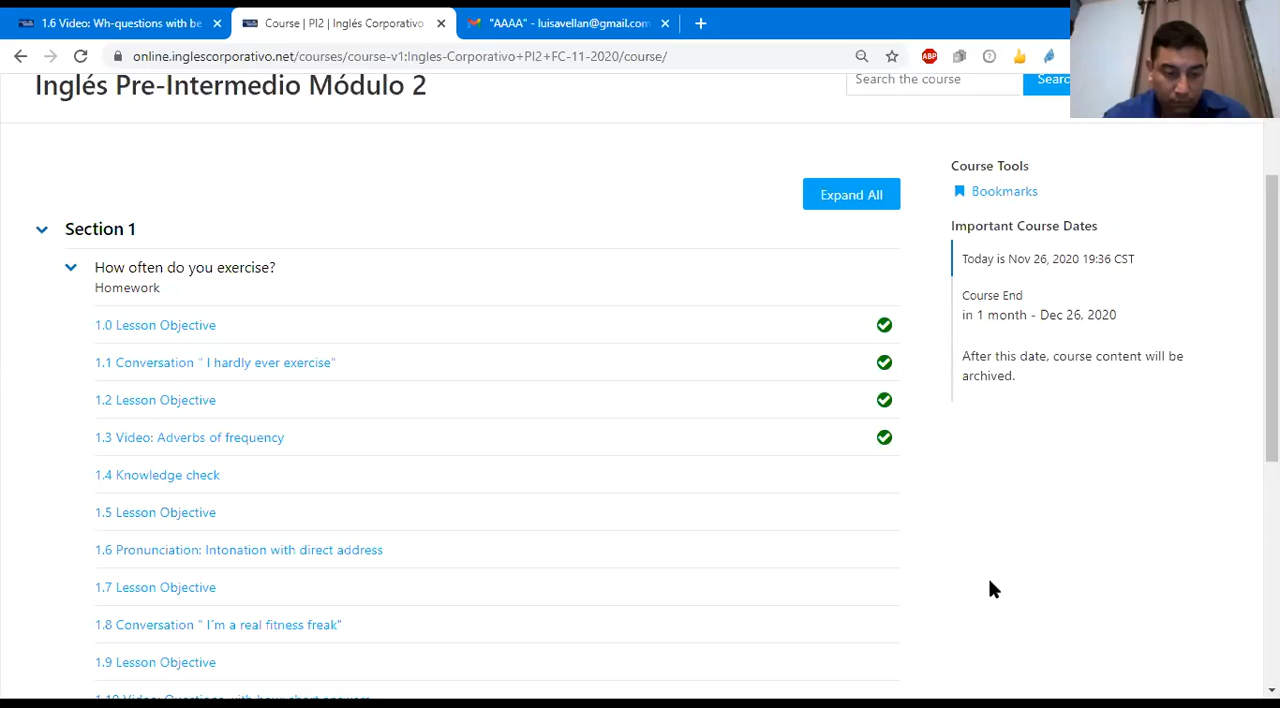 1.6 Video: Wh-questions with be
Course | PI2 | Inglés Corporativo
"AAAA" - luisavellan@gmail.com
online.inglescorporativo.net/courses/course-v1:Ingles-Corporativo+PI2+FC-11-2020/course/
ABP
Inglés Pre-Intermedio Módulo 2
Search the course
Searc
Expand All
Section 1
How often do you exercise?
Homework
1.0 Lesson Objective
1.1 Conversation " I hardly ever exercise"
1.2 Lesson Objective
1.3 Video: Adverbs of frequency
1.4 Knowledge check
1.5 Lesson Objective
1.6 Pronunciation: Intonation with direct address
1.7 Lesson Objective
1.8 Conversation " I´m a real fitness freak"
1.9 Lesson Objective
Course Tools
Bookmarks
Important Course Dates
Today is Nov 26, 2020 19:36 CST
Course End
in 1 month - Dec 26, 2020
After this date, course content will be
archived.